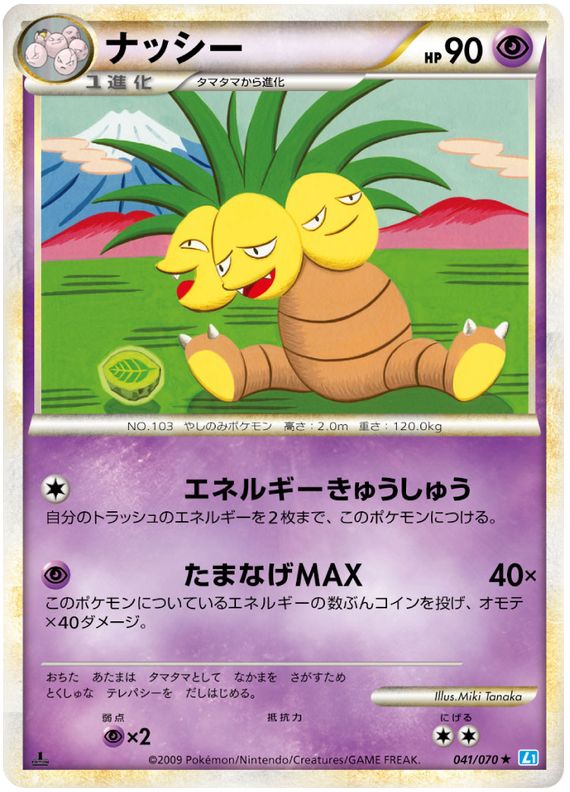 ナッシー
HP90
1進化
タマタマから進化
NO.103 やしのみポケモン 高さ:2.0m 重さ:120.0kg
エネルギーきゅうしゅう
自分のトラッシュのエネルギーを2枚まで、このポケモンにつける。
たまなげMAX 40×
このポケモンについているエネルギーの数ぶんコインを投げ、オモテ
×40ダメージ。
おちた あたまは タマタマとして なかまを さがすため
とくしゅな テレパシーを だしはじめる。
Illus.Miki Tanaka
弱点 抵抗力 にげる
×2
1 EDITION ©2009 Pokémon/Nintendo/Creatures/GAME FREAK. 041/070 ★ L1